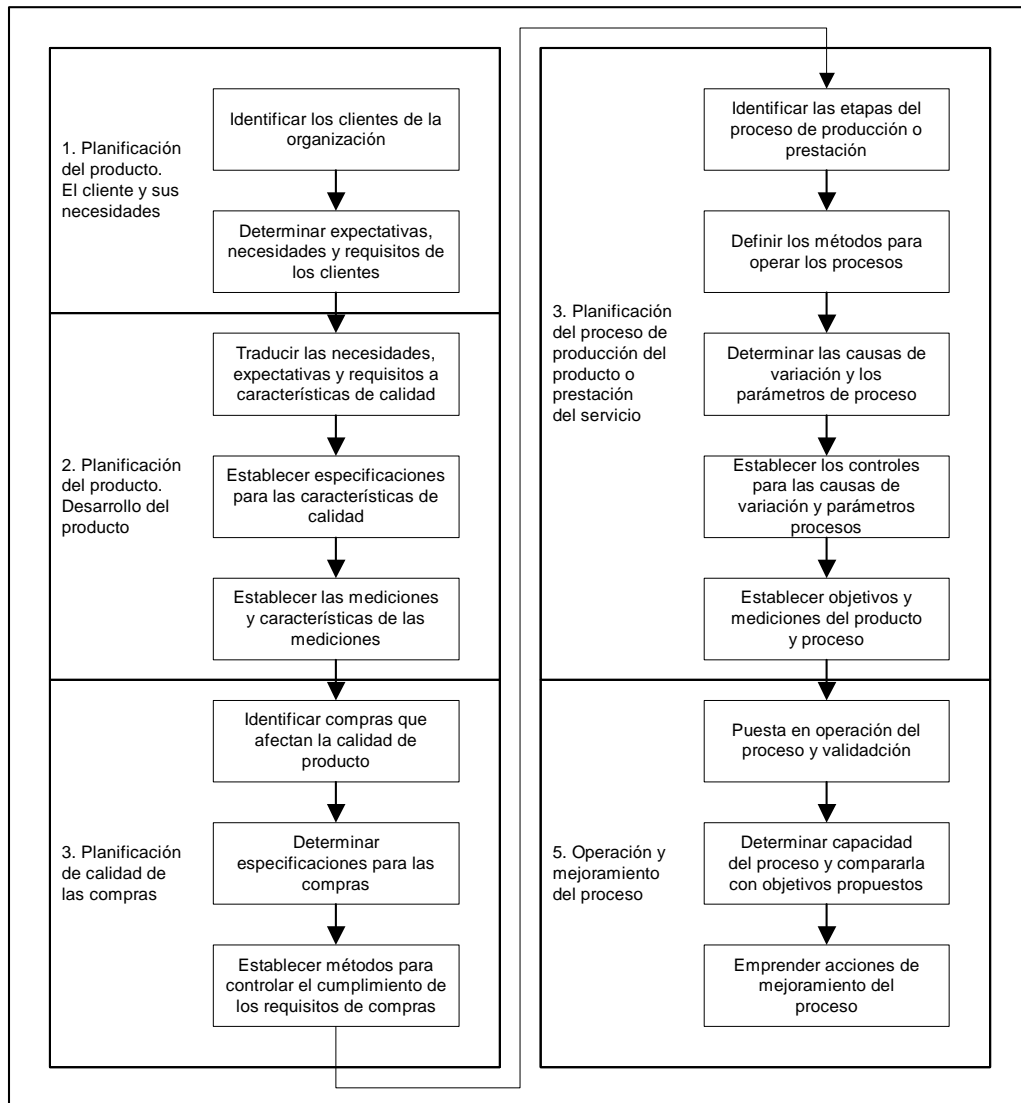 1. Planificación
del producto.
El cliente y sus
necesidades
Identificar los clientes de la
organización
Determinar expectativas,
necesidades y requisitos de
los clientes
2. Planificación
del producto.
Desarrollo del
producto
Traducir las necesidades,
expectativas y requisitos a
características de calidad
Establecer especificaciones
para las características de
calidad
Establecer las mediciones
y características de las
mediciones
3. Planificación
de calidad de
las compras
Identificar compras que
afectan la calidad de
producto
Determinar
especificaciones para las
compras
Establecer métodos para
controlar el cumplimiento de
los requisitos de compras
3. Planificación
del proceso de
producción del
producto o
prestación
del servicio
Identificar las etapas del
proceso de producción o
prestación
Definir los métodos para
operar los procesos
Determinar las causas de
variación y los
parámetros de proceso
Establecer los controles
para las causas de
variación y parámetros
procesos
Establecer objetivos y
mediciones del producto
y proceso
5. Operación y
mejoramiento
del proceso
Puesta en operación del
proceso y validadción
Determinar capacidad
del proceso y compararla
con objetivos propuestos
Emprender acciones de
mejoramiento del
proceso